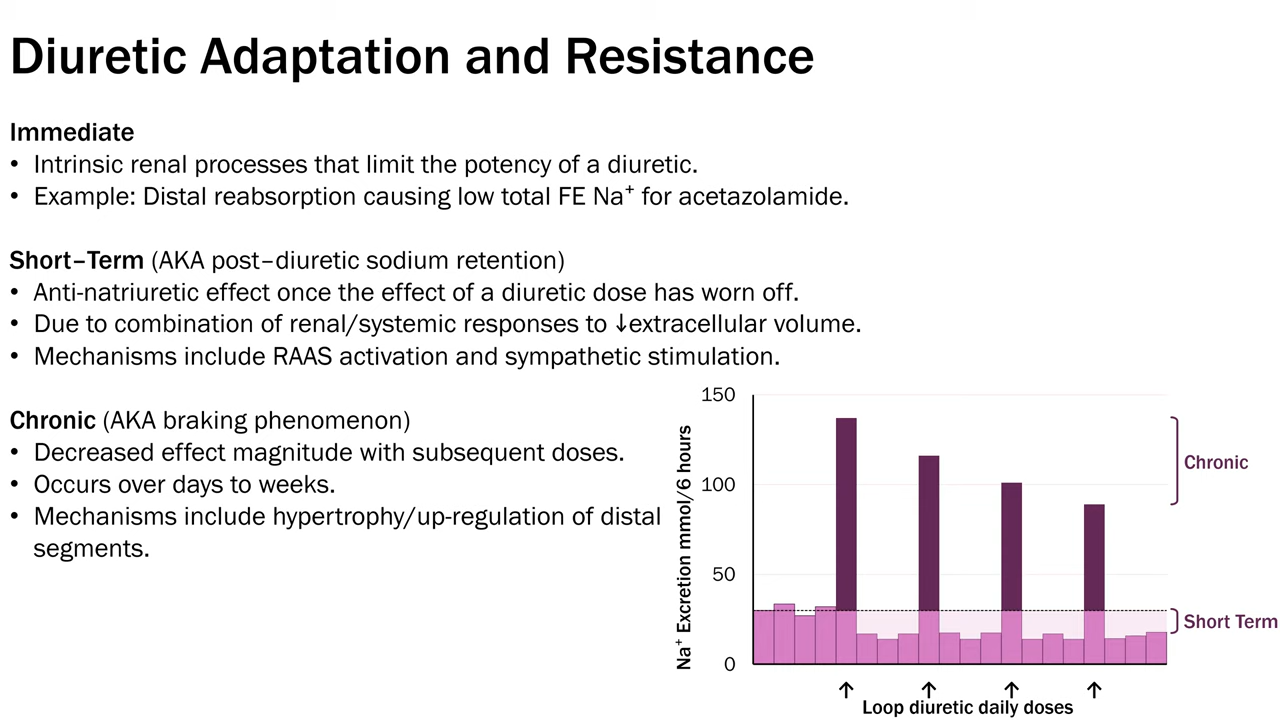 Diuretic Adaptation and Resistance
Immediate
• Intrinsic renal processes that limit the potency of a diuretic.
• Example: Distal reabsorption causing low total FE Na⁺ for acetazolamide.
Short–Term (AKA post–diuretic sodium retention)
• Anti-natriuretic effect once the effect of a diuretic dose has worn off.
• Due to combination of renal/systemic responses to ↓extracellular volume.
• Mechanisms include RAAS activation and sympathetic stimulation.
Chronic (AKA braking phenomenon)
• Decreased effect magnitude with subsequent doses.
• Occurs over days to weeks.
• Mechanisms include hypertrophy/up-regulation of distal
segments.
Na⁺ Excretion mmol/6 hours
150
100
50
0
Chronic
Short Term
↑ ↑ ↑ ↑
Loop diuretic daily doses